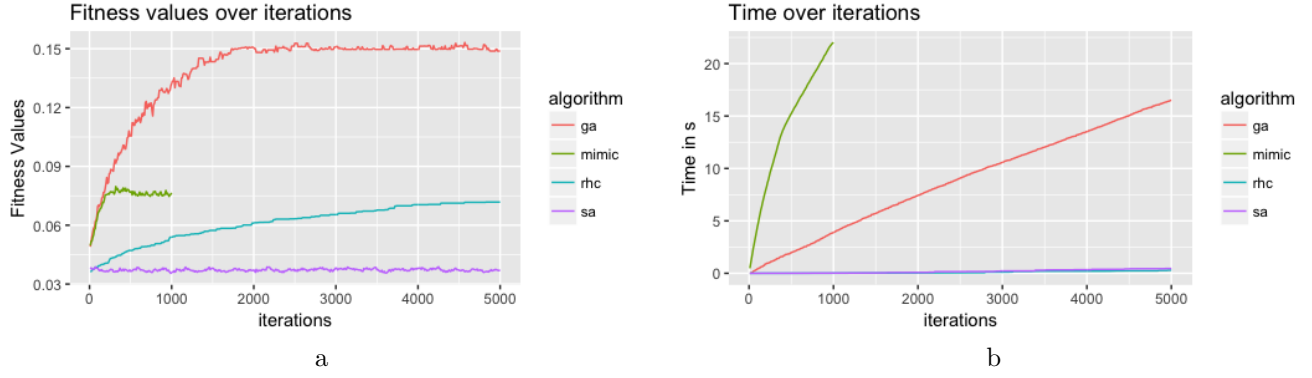 Fitness values over iterations
Fitness Values
0.15
0.12
0.09
0.06
0.03
0
1000
2000
3000
4000
5000
iterations
algorithm
ga
mimic
rhc
sa
a
Time over iterations
Time in s
20
15
10
5
0
0
1000
2000
3000
4000
5000
iterations
algorithm
ga
mimic
rhc
sa
b